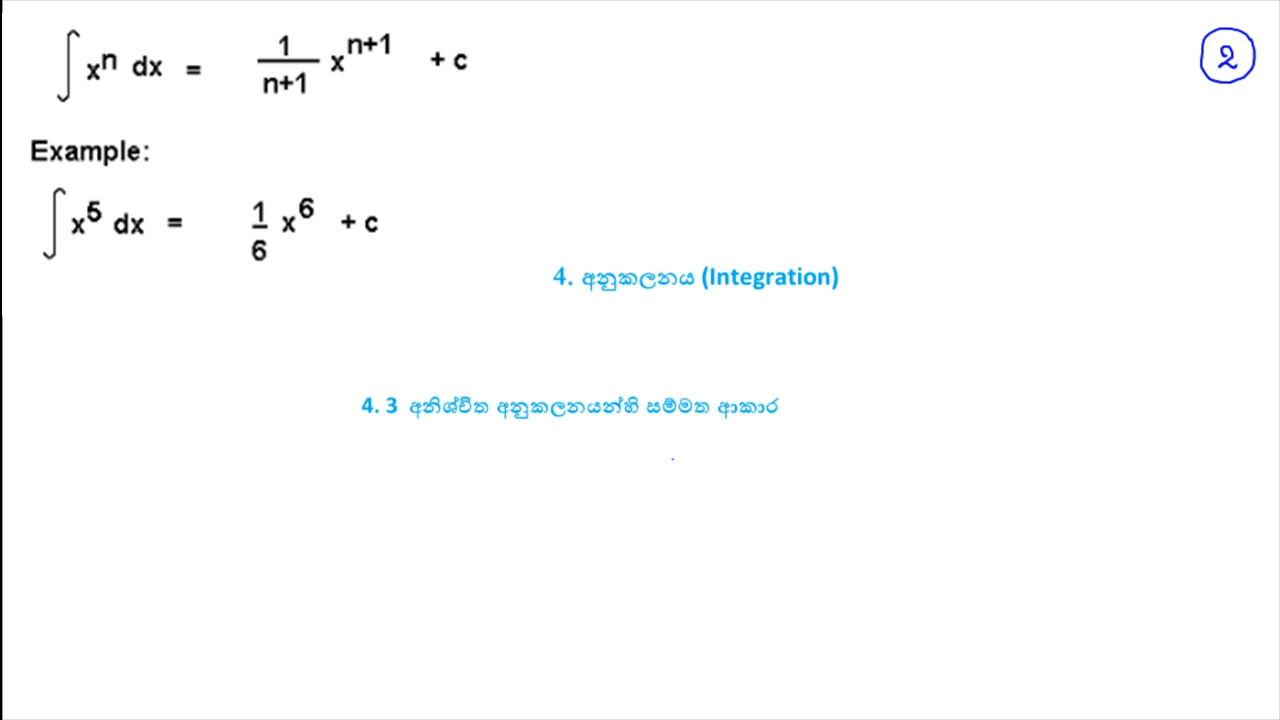 ∫ xⁿ dx = 1/(n+1) xⁿ⁺¹ + c
2
Example:
∫ x⁵ dx = 1/6 x⁶ + c
4. අනුකලනය (Integration)
4. 3 අනිශ්චිත අනුකලනයන්හි සම්මත ආකාර